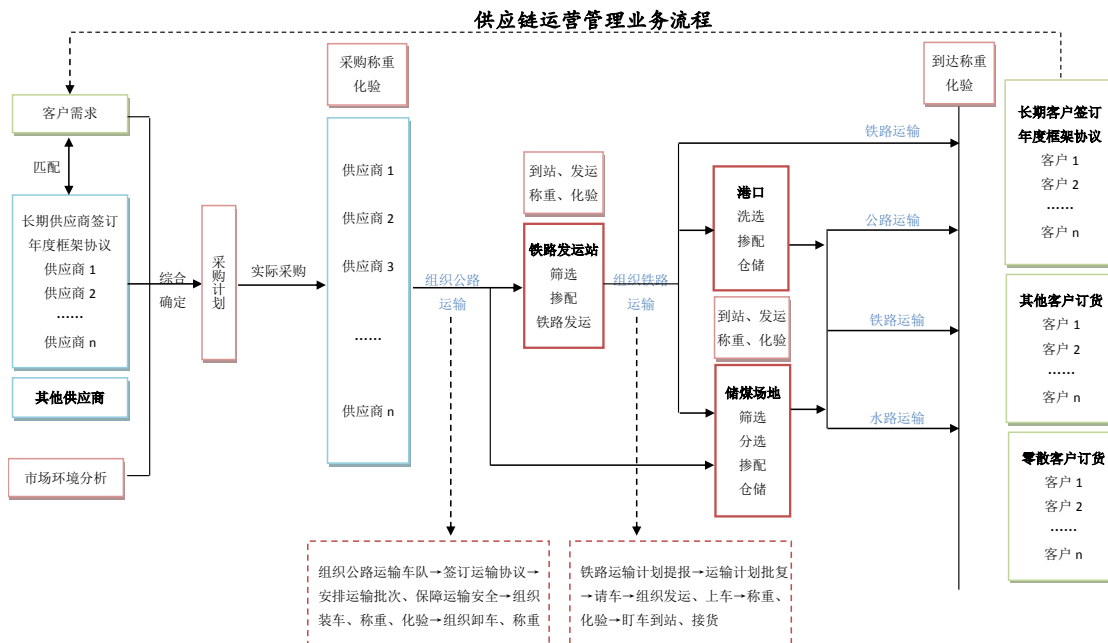 供应链运营管理业务流程
客户需求
匹配
长期供应商签订
年度框架协议
供应商 1
供应商 2
......
供应商 n
其他供应商
市场环境分析
综合
确定
采购计划
实际采购
采购称重
化验
供应商 1
供应商 2
供应商 3
......
供应商 n
组织公路
运输
到站、发运
称重、化验
铁路发运站
筛选
掺配
铁路发运
组织铁路
运输
港口
洗选
掺配
仓储
到站、发运
称重、化验
储煤场地
筛选
分选
掺配
仓储
铁路运输
公路运输
铁路运输
水路运输
到达称重
化验
长期客户签订
年度框架协议
客户 1
客户 2
......
客户 n
其他客户订货
客户 1
客户 2
......
客户 n
零散客户订货
客户 1
客户 2
......
客户 n
组织公路运输车队→签订运输协议→
安排运输批次、保障运输安全→组织
装车、称重、化验→组织卸车、称重
铁路运输计划提报→运输计划批复
→请车→组织发运、上车→称重、
化验→盯车到站、接货